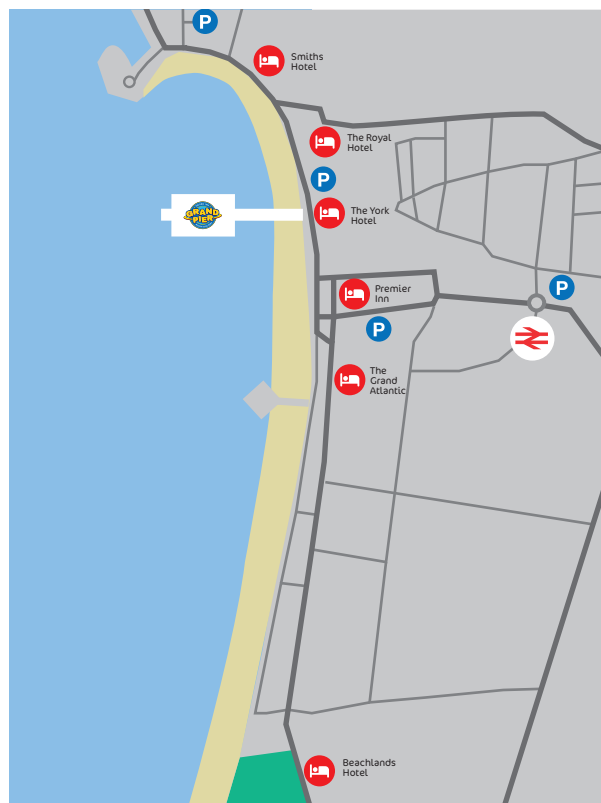 P
Smiths
Hotel
The Royal
Hotel
P
GRAND
PIER
The York
Hotel
P
Premier
Inn
P
The
Grand
Atlantic
Beachlands
Hotel